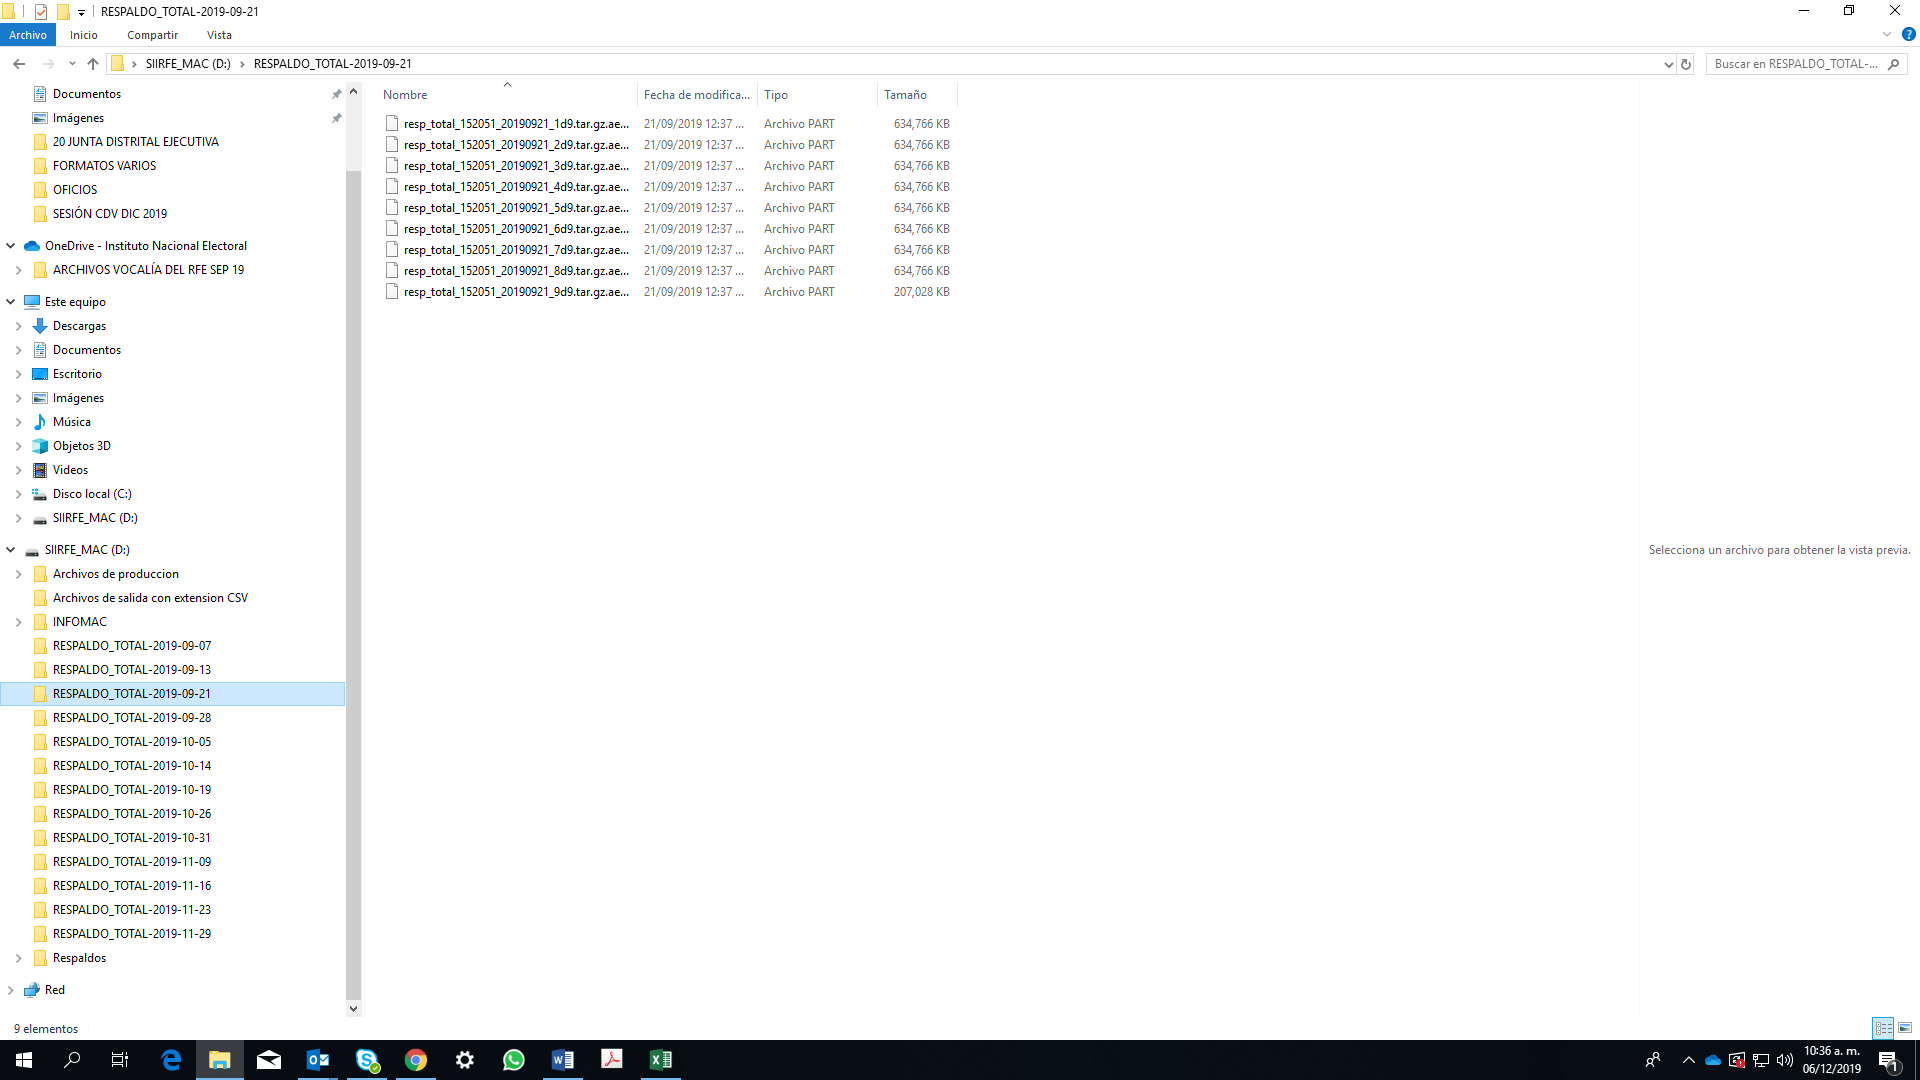 RESPALDO_TOTAL-2019-09-21
Archivo Inicio Compartir Vista
SIIRFE_MAC (D:) RESPALDO_TOTAL-2019-09-21
Buscar en RESPALDO_TOTAL-...
Documentos
Imágenes
20 JUNTA DISTRITAL EJECUTIVA
FORMATOS VARIOS
OFICIOS
SESIÓN CDV DIC 2019
OneDrive - Instituto Nacional Electoral
ARCHIVOS VOCALÍA DEL RFE SEP 19
Este equipo
Descargas
Documentos
Escritorio
Imágenes
Música
Objetos 3D
Videos
Disco local (C:)
SIIRFE_MAC (D:)
SIIRFE_MAC (D:)
Archivos de produccion
Archivos de salida con extension CSV
INFOMAC
RESPALDO_TOTAL-2019-09-07
RESPALDO_TOTAL-2019-09-13
RESPALDO_TOTAL-2019-09-21
RESPALDO_TOTAL-2019-09-28
RESPALDO_TOTAL-2019-10-05
RESPALDO_TOTAL-2019-10-14
RESPALDO_TOTAL-2019-10-19
RESPALDO_TOTAL-2019-10-26
RESPALDO_TOTAL-2019-10-31
RESPALDO_TOTAL-2019-11-09
RESPALDO_TOTAL-2019-11-16
RESPALDO_TOTAL-2019-11-23
RESPALDO_TOTAL-2019-11-29
Respaldos
Red
Nombre Fecha de modifica... Tipo Tamaño
resp_total_152051_20190921_1d9.tar.gz.ae... 21/09/2019 12:37 ... Archivo PART 634,766 KB
resp_total_152051_20190921_2d9.tar.gz.ae... 21/09/2019 12:37 ... Archivo PART 634,766 KB
resp_total_152051_20190921_3d9.tar.gz.ae... 21/09/2019 12:37 ... Archivo PART 634,766 KB
resp_total_152051_20190921_4d9.tar.gz.ae... 21/09/2019 12:37 ... Archivo PART 634,766 KB
resp_total_152051_20190921_5d9.tar.gz.ae... 21/09/2019 12:37 ... Archivo PART 634,766 KB
resp_total_152051_20190921_6d9.tar.gz.ae... 21/09/2019 12:37 ... Archivo PART 634,766 KB
resp_total_152051_20190921_7d9.tar.gz.ae... 21/09/2019 12:37 ... Archivo PART 634,766 KB
resp_total_152051_20190921_8d9.tar.gz.ae... 21/09/2019 12:37 ... Archivo PART 634,766 KB
resp_total_152051_20190921_9d9.tar.gz.ae... 21/09/2019 12:37 ... Archivo PART 207,028 KB
Selecciona un archivo para obtener la vista previa.
9 elementos
10:36 a. m.
06/12/2019
1